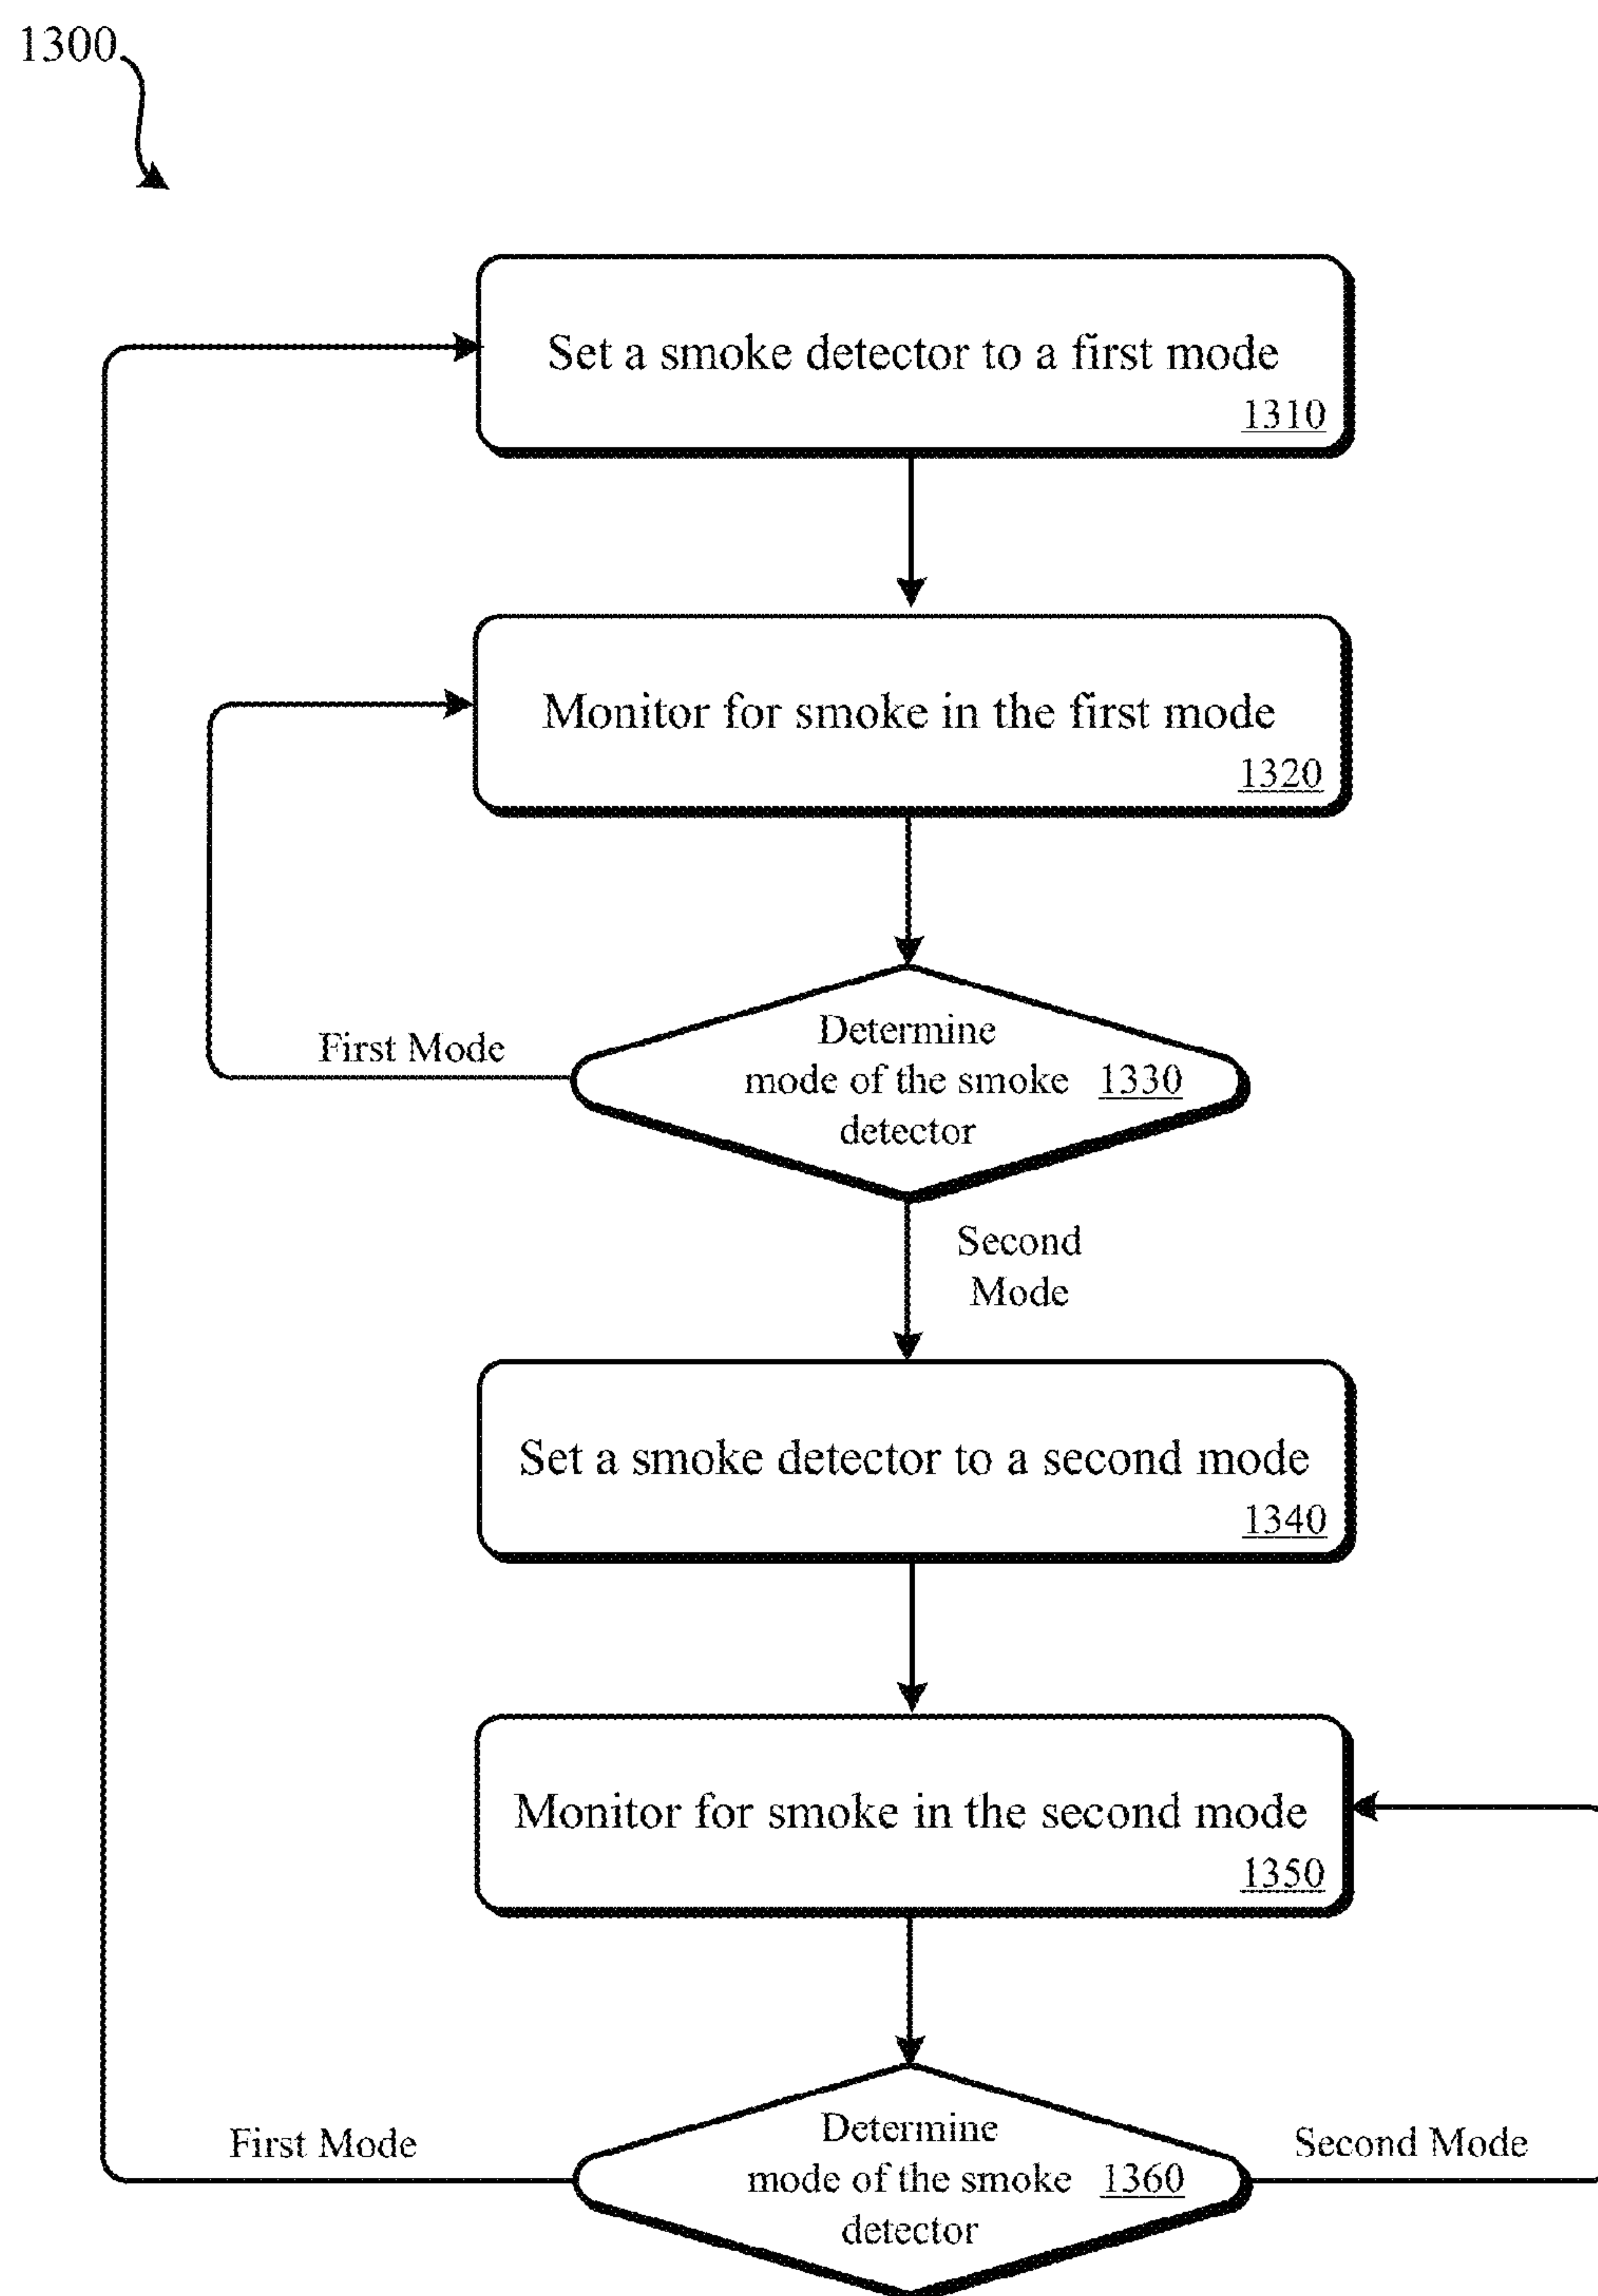 1300
Set a smoke detector to a first mode
1310
Monitor for smoke in the first mode
1320
Determine
mode of the smoke 1330
detector
First Mode
Second
Mode
Set a smoke detector to a second mode
1340
Monitor for smoke in the second mode
1350
Determine
mode of the smoke 1360
detector
First Mode
Second Mode